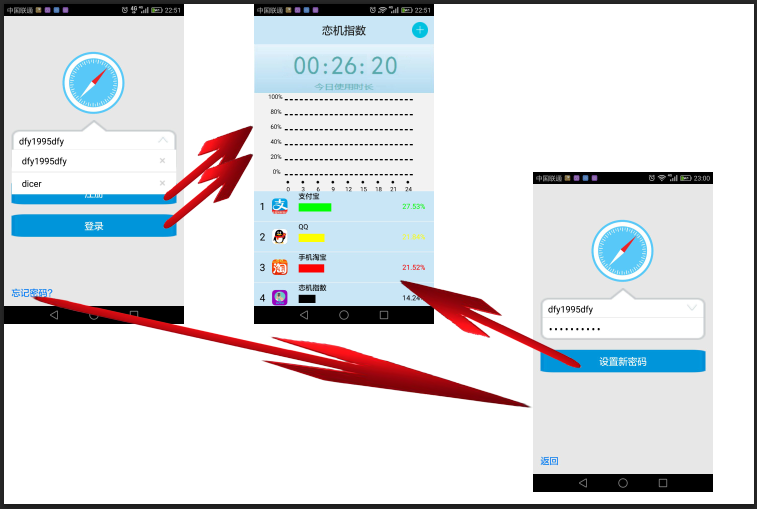 中国联通 22:51
dfy1995dfy
dfy1995dfy ×
dicer ×
注册
登录
忘记密码?
中国联通 22:51
恋机指数
00:26:20
今日使用时长
100%
80%
60%
40%
20%
0%
0 3 6 9 12 15 18 21 24
1 支付宝 27.53%
2 QQ
3 手机淘宝 21.52%
4 恋机指数 14.24
中国联通 23:00
dfy1995dfy
设置新密码
返回